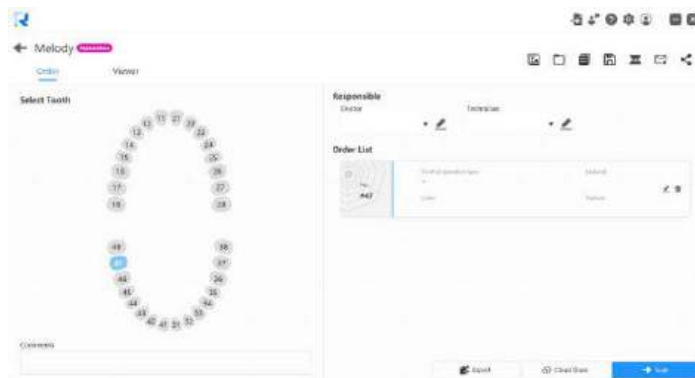 Melody
Order Viewer
Select Tooth
11 21
12 22
13 23
14 24
15 25
16 26
17 27
18 28
48 38
37
46 36
45 35
44 34
43 33
42 41 31 32
Comments
Responsible
Doctor Technician
Order List
#47
Material
Color
Export Cloud Share Scan